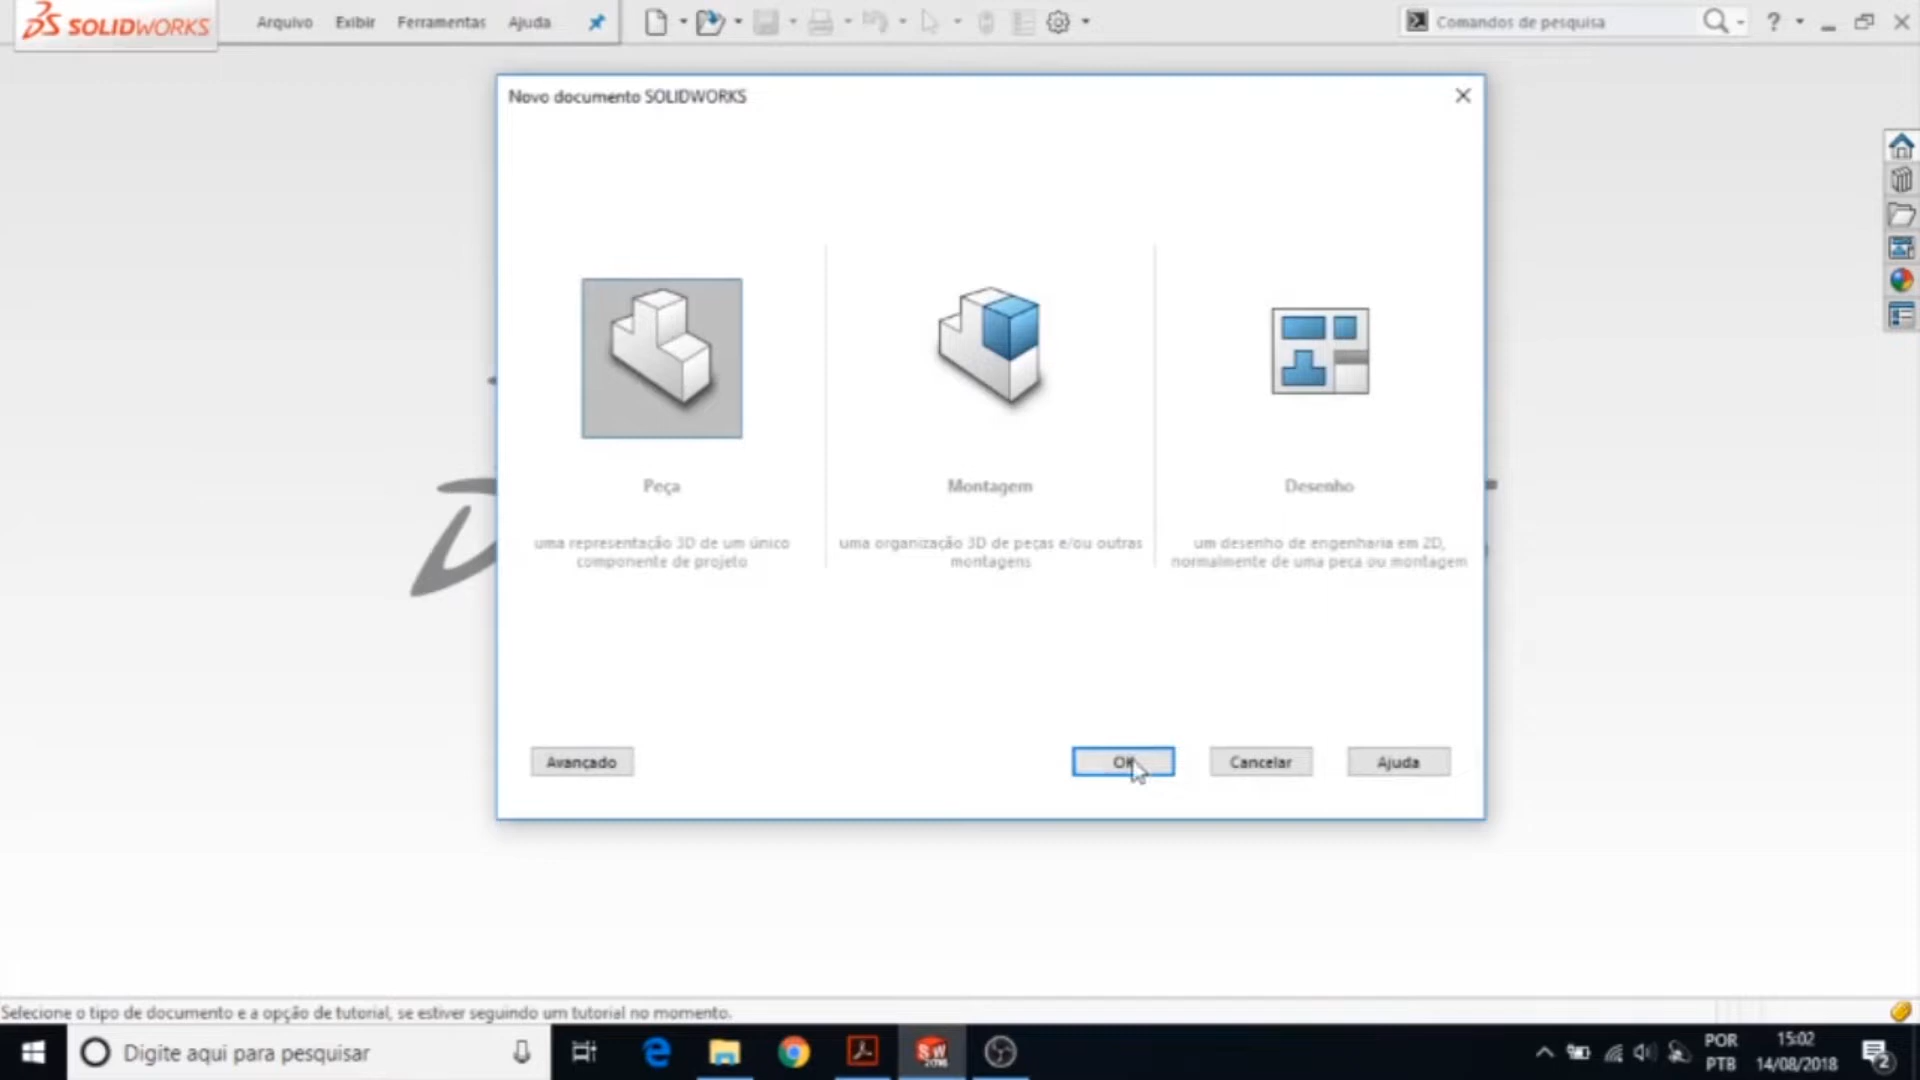 SOLIDWORKS
Arquivo Exibir Ferramentas Ajuda
Comandos de pesquisa
?
Novo documento SOLIDWORKS
Peça
Montagem
Desenho
uma representação 3D de um único
componente de projeto
uma organização 3D de peças e/ou outras
montagens
um desenho de engenharia em 2D,
normalmente de uma peça ou montagem
Avançado
OK
Cancelar
Ajuda
Selecione o tipo de documento e a opção de tutorial, se estiver seguindo um tutorial no momento.
Digite aqui para pesquisar
SW
2016
POR
PTB
15:02
14/08/2018
2